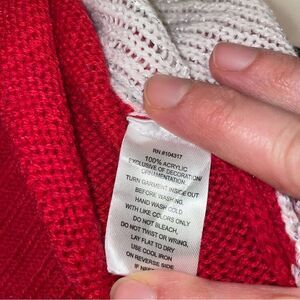 RN #104317
100% ACRYLIC
EXCLUSIVE OF DECORATION/
ORNAMENTATION
TURN GARMENT INSIDE OUT
BEFORE WASHING.
HAND WASH COLD
WITH LIKE COLORS ONLY
DO NOT BLEACH,
DO NOT TWIST OR WRING,
LAY FLAT TO DRY
USE COOL IRON
ON REVERSE SIDE
IF